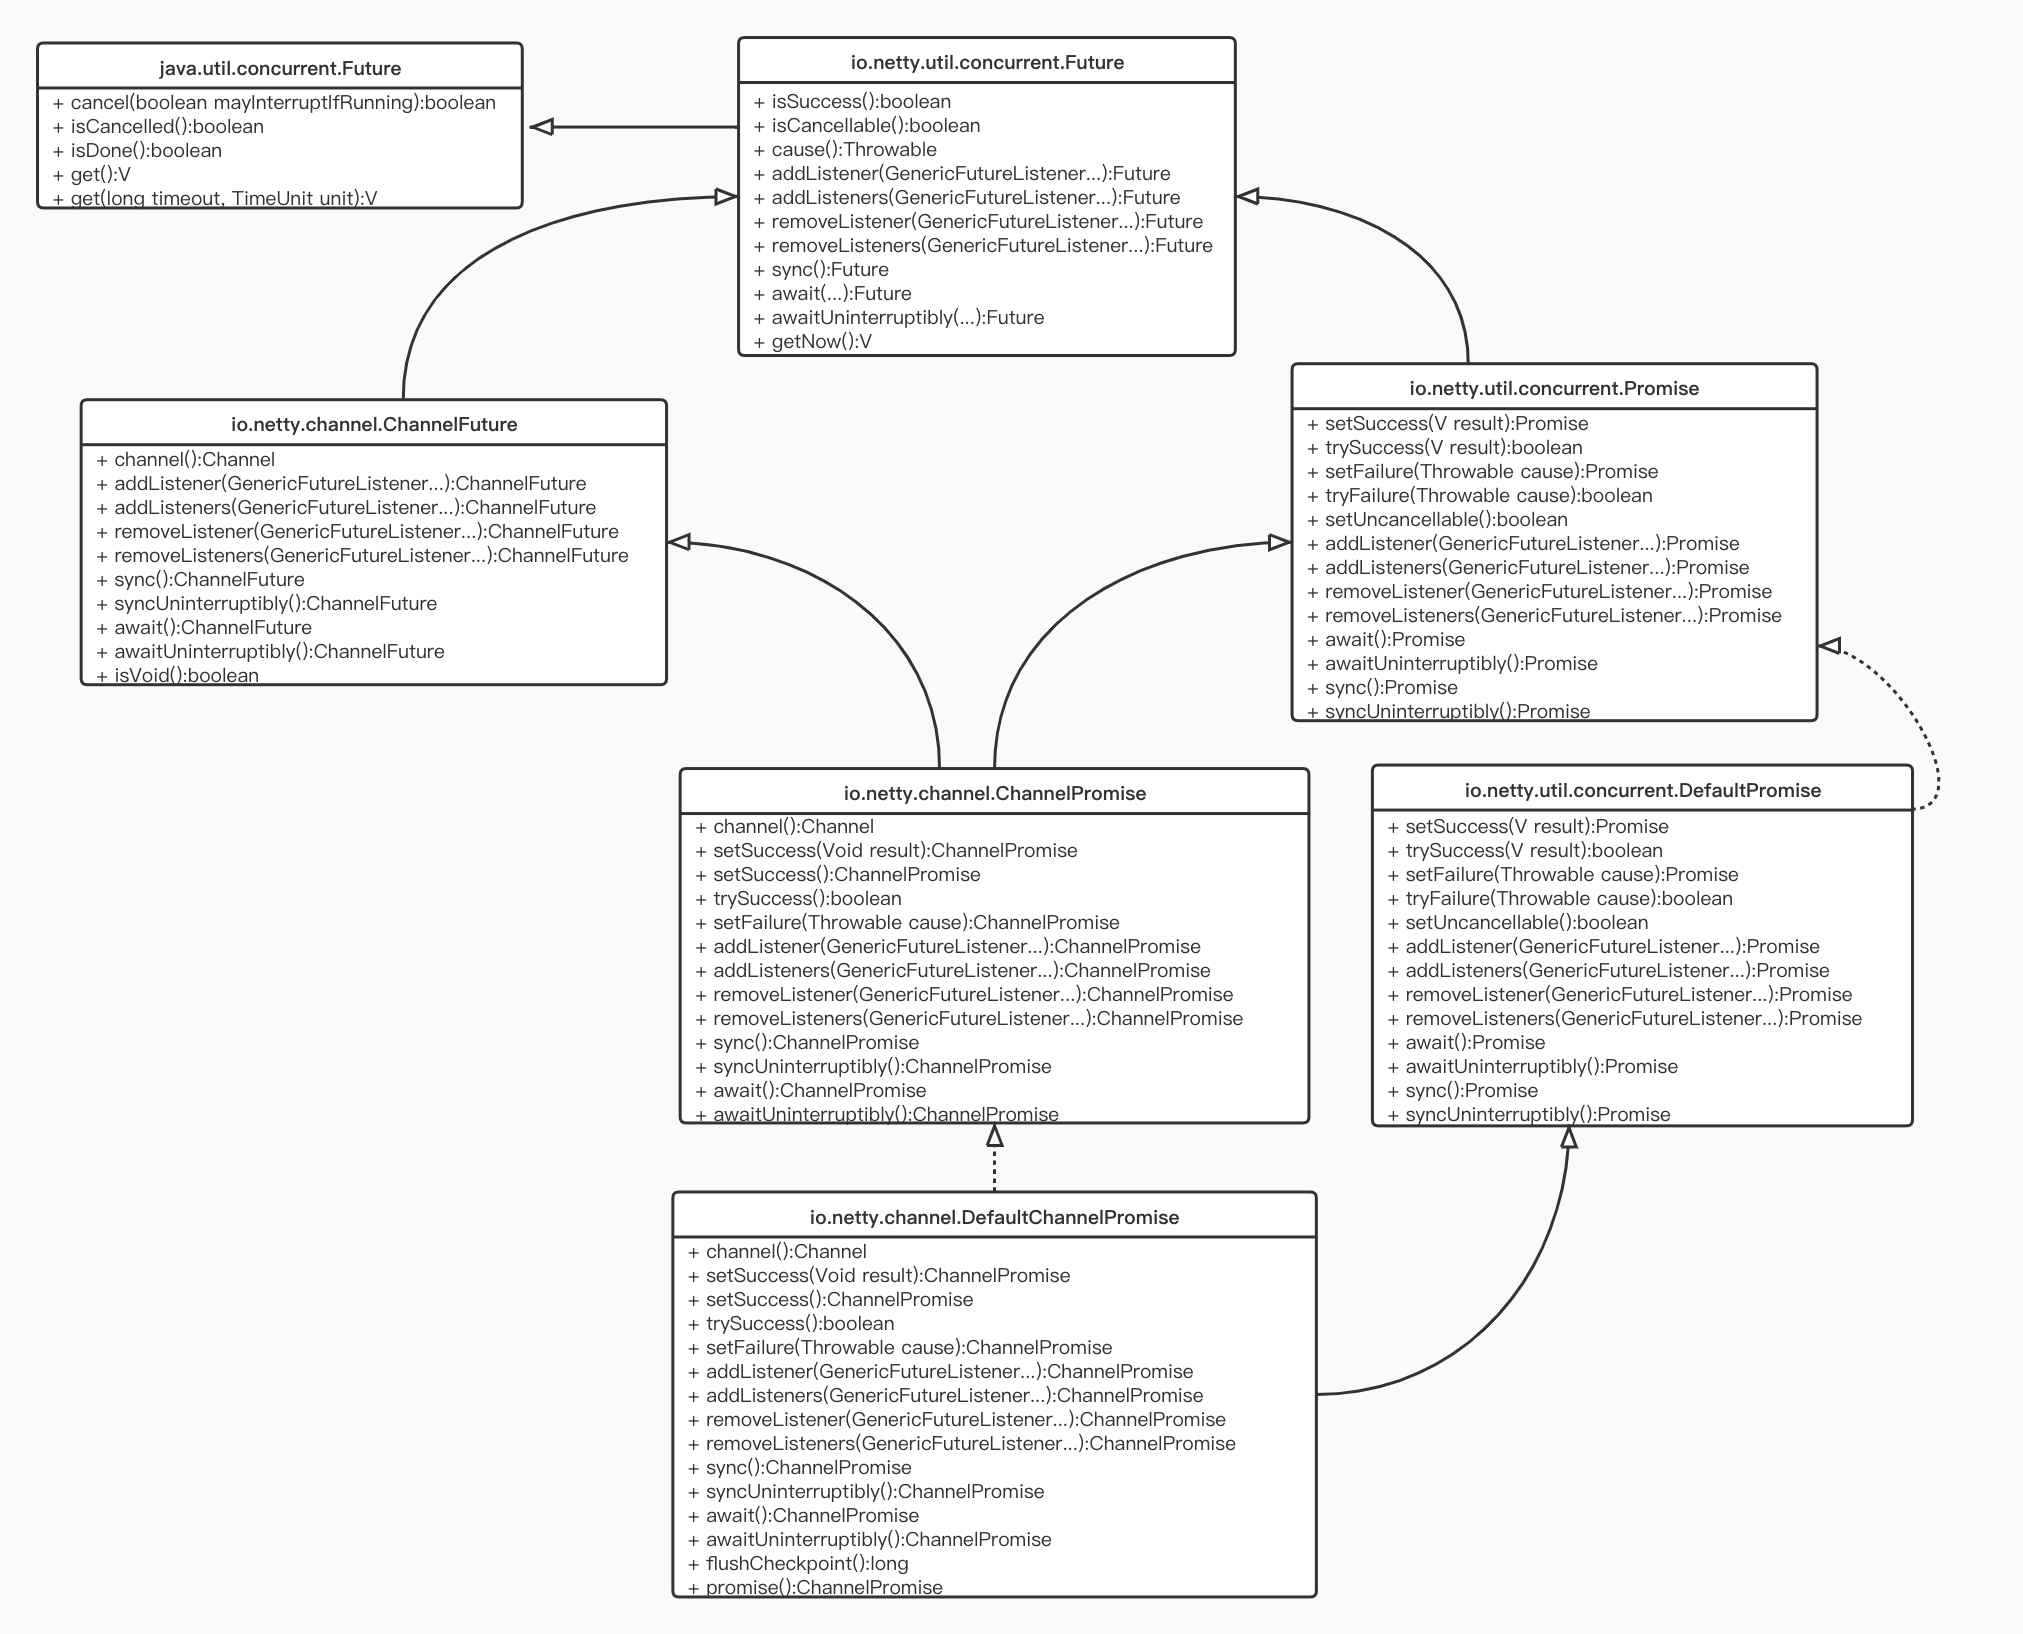 java.util.concurrent.Future
+ cancel(boolean mayInterruptIfRunning):boolean
+ isCancelled():boolean
+ isDone():boolean
+ get():V
+ get(long timeout, TimeUnit unit):V
io.netty.util.concurrent.Future
+ isSuccess():boolean
+ isCancellable():boolean
+ cause():Throwable
+ addListener(GenericFutureListener...):Future
+ addListeners(GenericFutureListener...):Future
+ removeListener(GenericFutureListener...):Future
+ removeListeners(GenericFutureListener...):Future
+ sync():Future
+ await(...):Future
+ awaitUninterruptibly(...):Future
+ getNow():V
io.netty.channel.ChannelFuture
+ channel():Channel
+ addListener(GenericFutureListener...):ChannelFuture
+ addListeners(GenericFutureListener...):ChannelFuture
+ removeListener(GenericFutureListener...):ChannelFuture
+ removeListeners(GenericFutureListener...):ChannelFuture
+ sync():ChannelFuture
+ syncUninterruptibly():ChannelFuture
+ await():ChannelFuture
+ awaitUninterruptibly():ChannelFuture
+ isVoid():boolean
io.netty.util.concurrent.Promise
+ setSuccess(V result):Promise
+ trySuccess(V result):boolean
+ setFailure(Throwable cause):Promise
+ tryFailure(Throwable cause):boolean
+ setUncancellable():boolean
+ addListener(GenericFutureListener...):Promise
+ addListeners(GenericFutureListener...):Promise
+ removeListener(GenericFutureListener...):Promise
+ removeListeners(GenericFutureListener...):Promise
+ await():Promise
+ awaitUninterruptibly():Promise
+ sync():Promise
+ syncUninterruptibly():Promise
io.netty.channel.ChannelPromise
+ channel():Channel
+ setSuccess(Void result):ChannelPromise
+ setSuccess():ChannelPromise
+ trySuccess():boolean
+ setFailure(Throwable cause):ChannelPromise
+ addListener(GenericFutureListener...):ChannelPromise
+ addListeners(GenericFutureListener...):ChannelPromise
+ removeListener(GenericFutureListener...):ChannelPromise
+ removeListeners(GenericFutureListener...):ChannelPromise
+ sync():ChannelPromise
+ syncUninterruptibly():ChannelPromise
+ await():ChannelPromise
+ awaitUninterruptibly():ChannelPromise
io.netty.util.concurrent.DefaultPromise
+ setSuccess(V result):Promise
+ trySuccess(V result):boolean
+ setFailure(Throwable cause):Promise
+ tryFailure(Throwable cause):boolean
+ setUncancellable():boolean
+ addListener(GenericFutureListener...):Promise
+ addListeners(GenericFutureListener...):Promise
+ removeListener(GenericFutureListener...):Promise
+ removeListeners(GenericFutureListener...):Promise
+ await():Promise
+ awaitUninterruptibly():Promise
+ sync():Promise
+ syncUninterruptibly():Promise
io.netty.channel.DefaultChannelPromise
+ channel():Channel
+ setSuccess(Void result):ChannelPromise
+ setSuccess():ChannelPromise
+ trySuccess():boolean
+ setFailure(Throwable cause):ChannelPromise
+ addListener(GenericFutureListener...):ChannelPromise
+ addListeners(GenericFutureListener...):ChannelPromise
+ removeListener(GenericFutureListener...):ChannelPromise
+ removeListeners(GenericFutureListener...):ChannelPromise
+ sync():ChannelPromise
+ syncUninterruptibly():ChannelPromise
+ await():ChannelPromise
+ awaitUninterruptibly():ChannelPromise
+ flushCheckpoint():long
+ promise():ChannelPromise